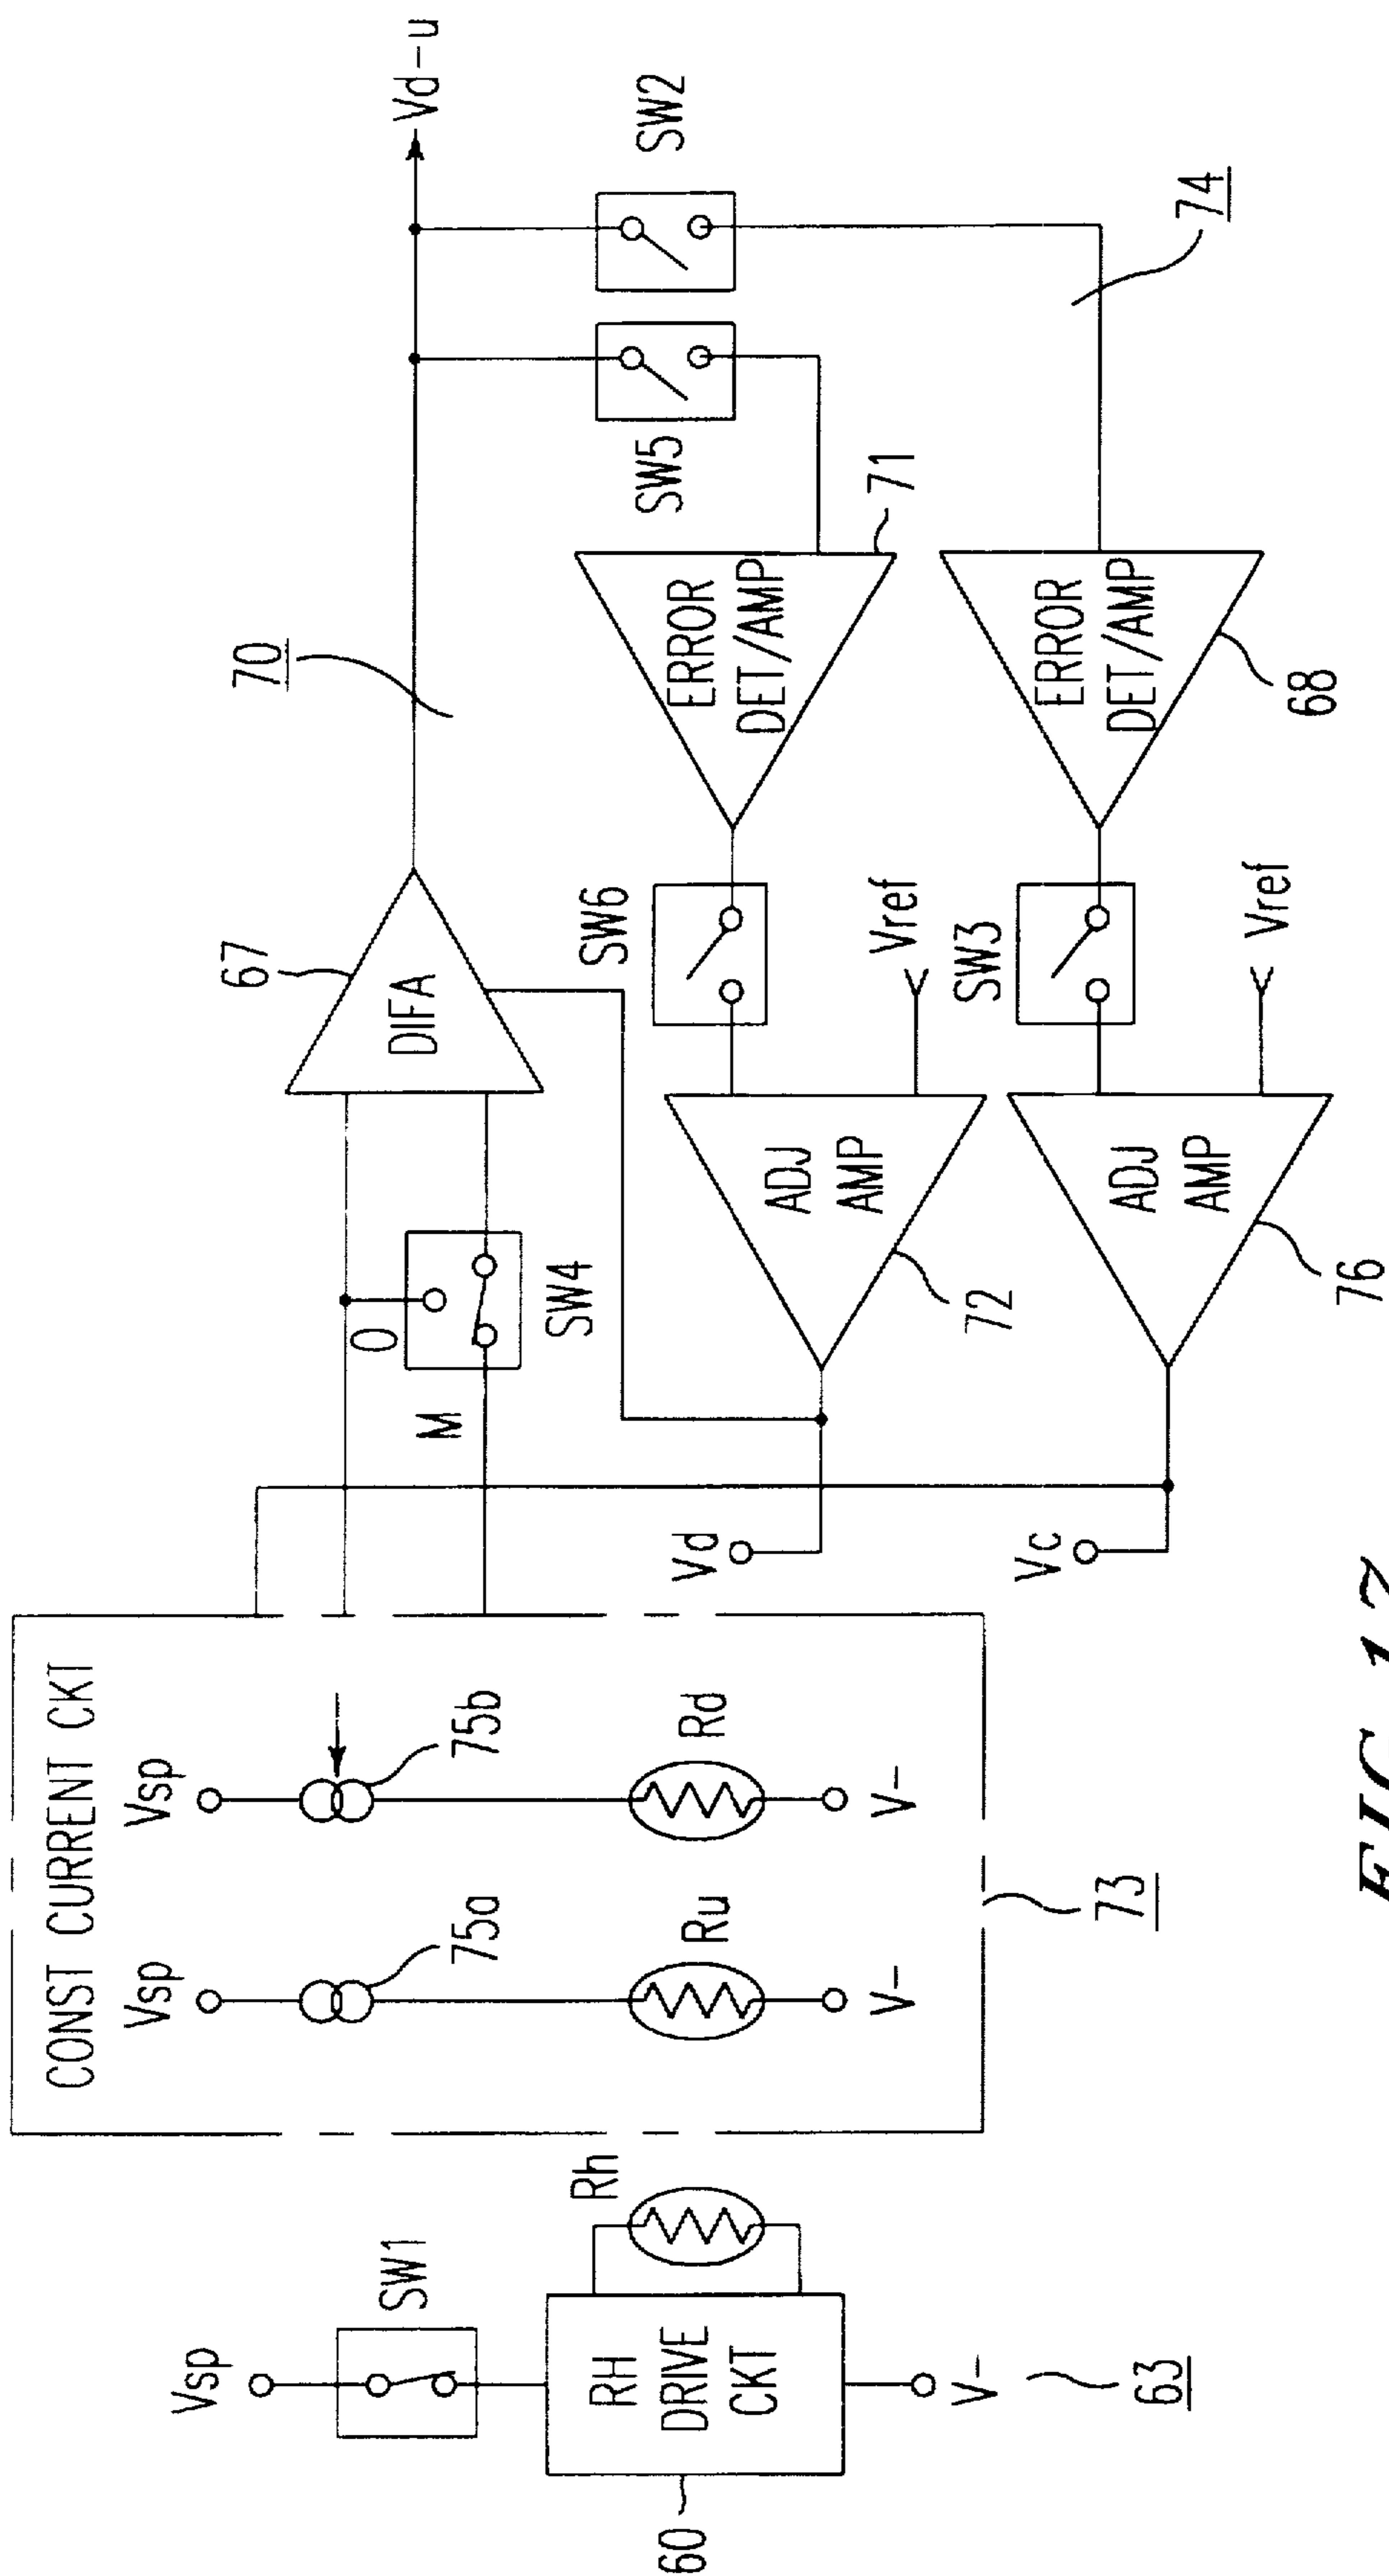 Vsp
SW1
RH
DRIVE
CKT
Rh
V-
60
63
CONST CURRENT CKT
Vsp
Vsp
75a
75b
Ru
Rd
V-
V-
73
O
M
SW4
DIFA
67
70
Vd-u
SW2
SW5
71
ERROR
DET/AMP
74
ERROR
DET/AMP
68
SW6
Vref
SW3
Vref
ADJ
AMP
72
ADJ
AMP
76
Vd
Vc
FIG.17